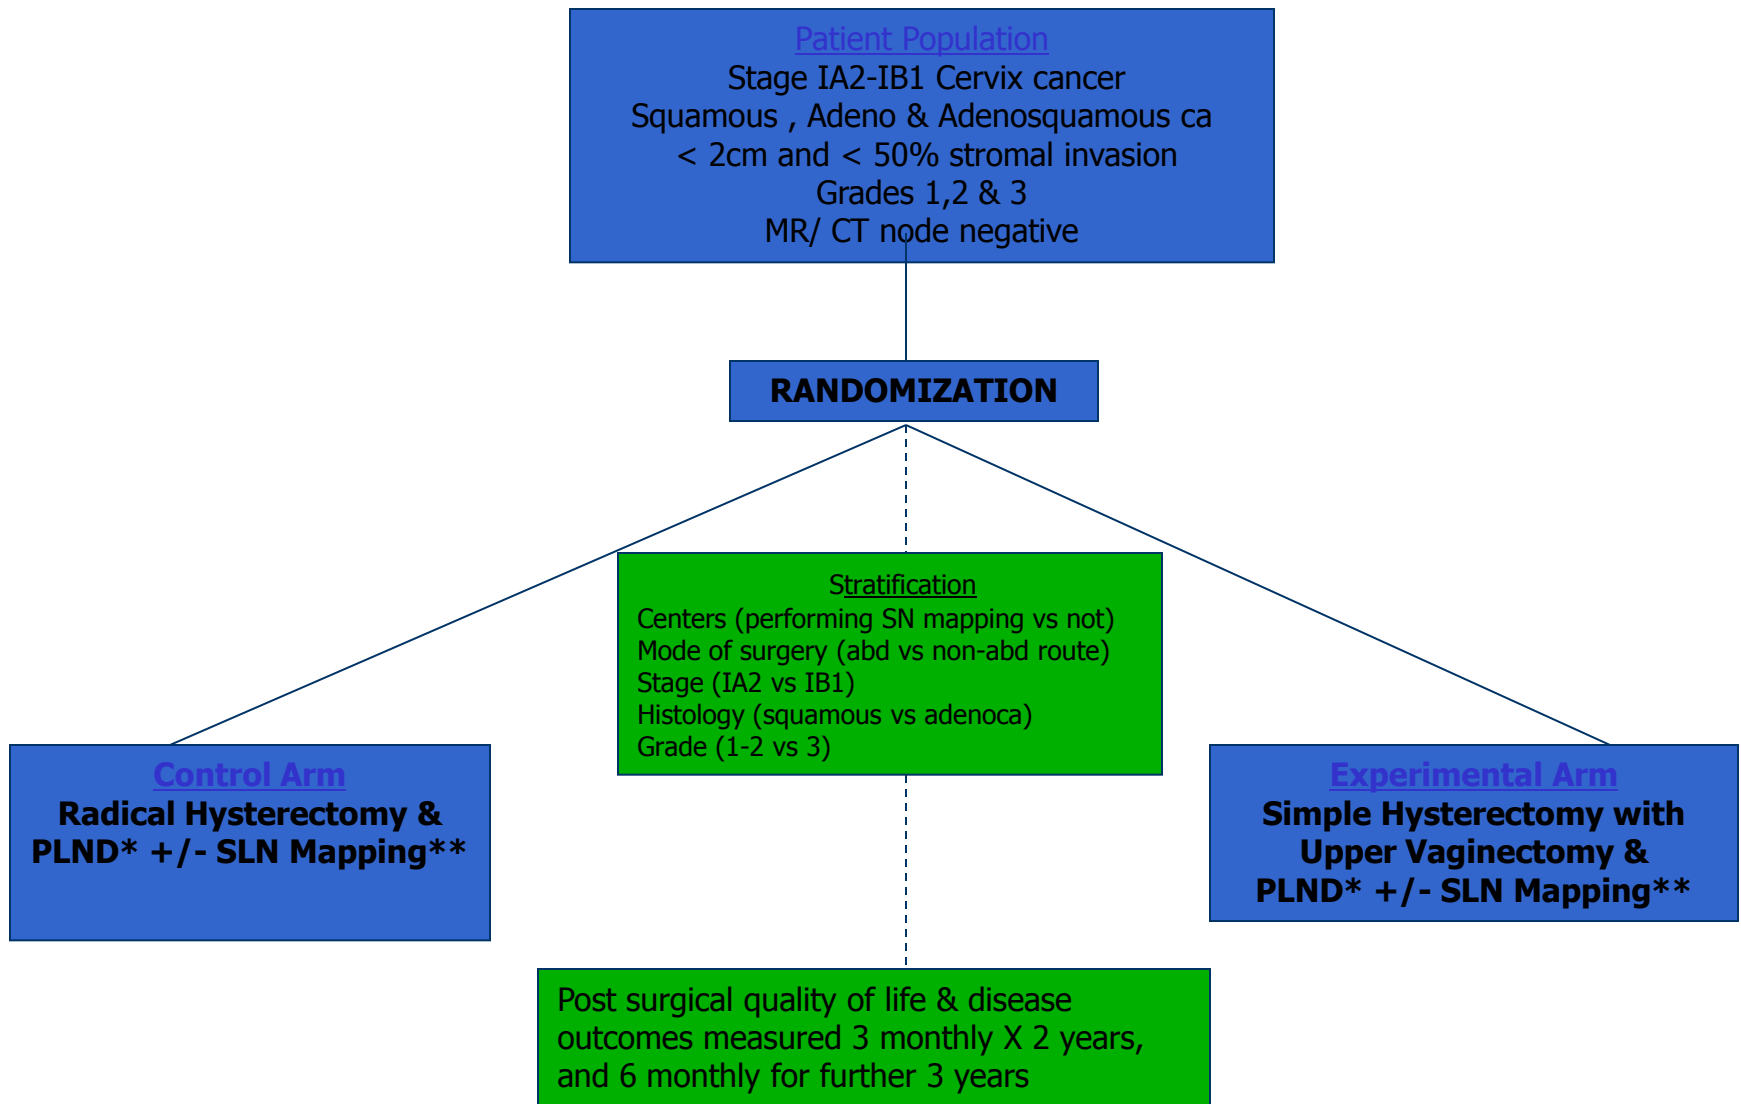 Patient Population
Stage IA2-IB1 Cervix cancer
Squamous , Adeno & Adenosquamous ca
< 2cm and < 50% stromal invasion
Grades 1,2 & 3
MR/ CT node negative
RANDOMIZATION
Stratification
Centers (performing SN mapping vs not)
Mode of surgery (abd vs non-abd route)
Stage (IA2 vs IB1)
Histology (squamous vs adenoca)
Grade (1-2 vs 3)
Control Arm
Radical Hysterectomy &
PLND* +/- SLN Mapping**
Experimental Arm
Simple Hysterectomy with
Upper Vaginectomy &
PLND* +/- SLN Mapping**
Post surgical quality of life & disease
outcomes measured 3 monthly X 2 years,
and 6 monthly for further 3 years